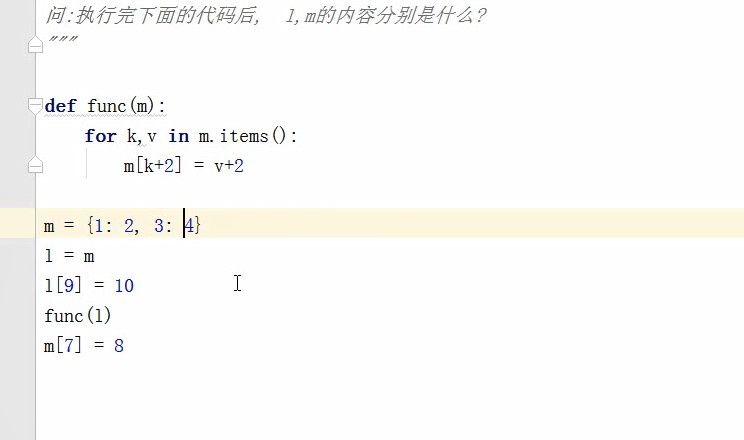 问:执行完下面的代码后, l,m的内容分别是什么?
"""
def func(m):
    for k,v in m.items():
        m[k+2] = v+2
m = {1: 2, 3: 4}
l = m
l[9] = 10
func(l)
m[7] = 8